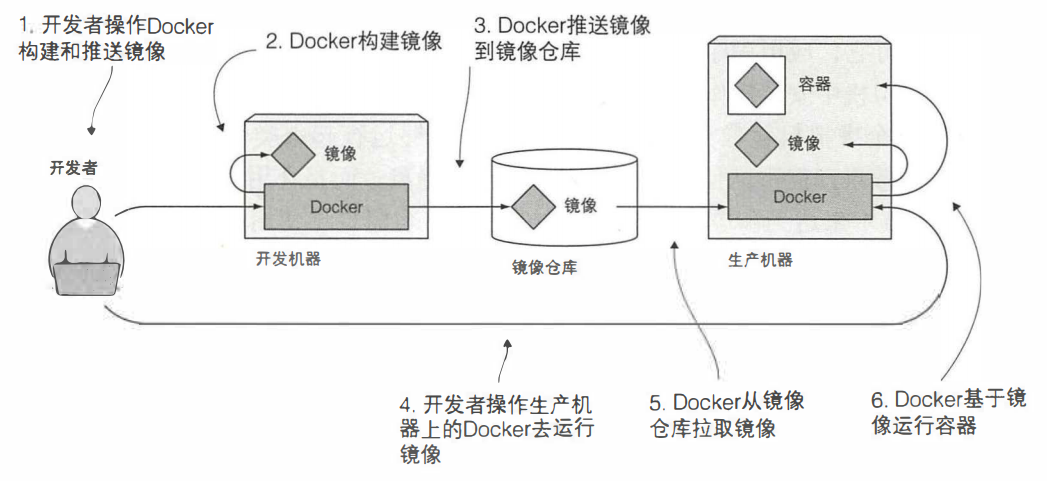 1. 开发者操作Docker
构建和推送镜像
2. Docker构建镜像
3. Docker推送镜像
到镜像仓库
容器
镜像
Docker
生产机器
开发者
镜像
Docker
开发机器
镜像
镜像仓库
4. 开发者操作生产机
器上的Docker去运行
镜像
5. Docker从镜像
仓库拉取镜像
6. Docker基于镜
像运行容器